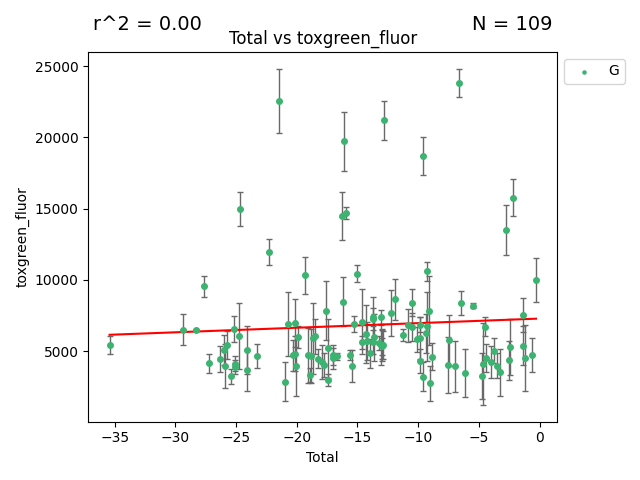 r^2 = 0.00
N = 109
Total vs toxgreen_fluor
G
25000
20000
15000
10000
5000
toxgreen_fluor
−35
−30
−25
−20
−15
−10
−5
0
Total